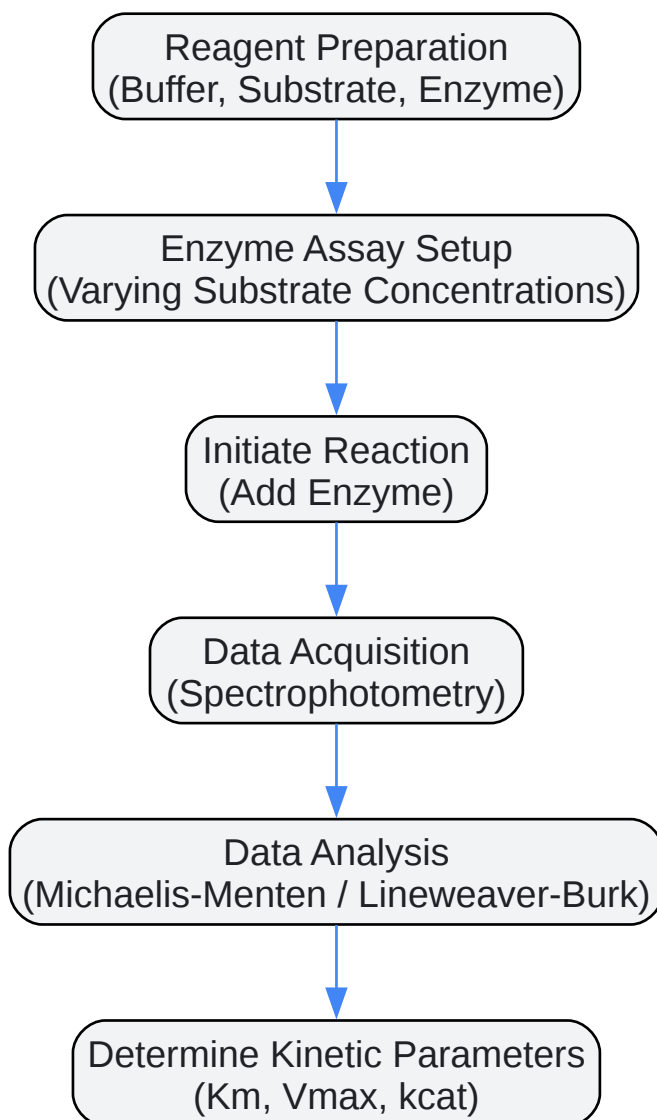 Reagent Preparation
(Buffer, Substrate, Enzyme)
Enzyme Assay Setup
(Varying Substrate Concentrations)
Initiate Reaction
(Add Enzyme)
Data Acquisition
(Spectrophotometry)
Data Analysis
(Michaelis-Menten / Lineweaver-Burk)
Determine Kinetic Parameters
(Km, Vmax, kcat)